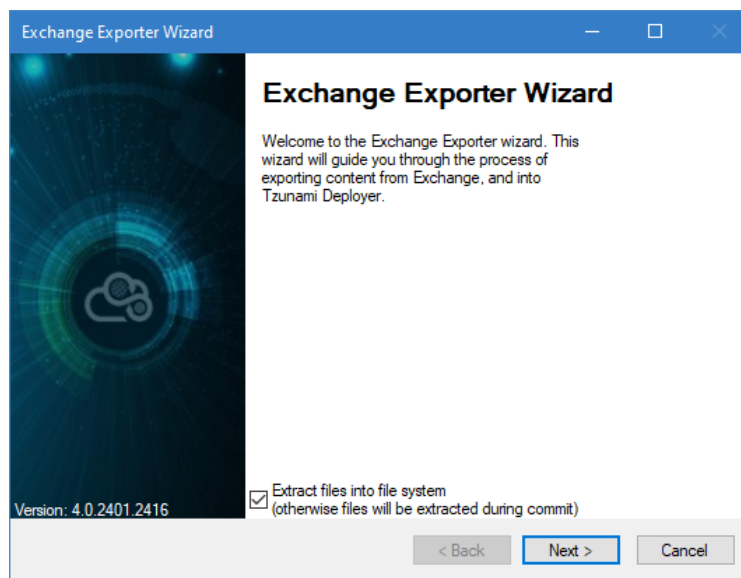 Exchange Exporter Wizard
Exchange Exporter Wizard
Welcome to the Exchange Exporter wizard. This
wizard will guide you through the process of
exporting content from Exchange, and into
Tzunami Deployer.
Extract files into file system
(otherwise files will be extracted during commit)
Version: 4.0.2401.2416
< Back
Next >
Cancel